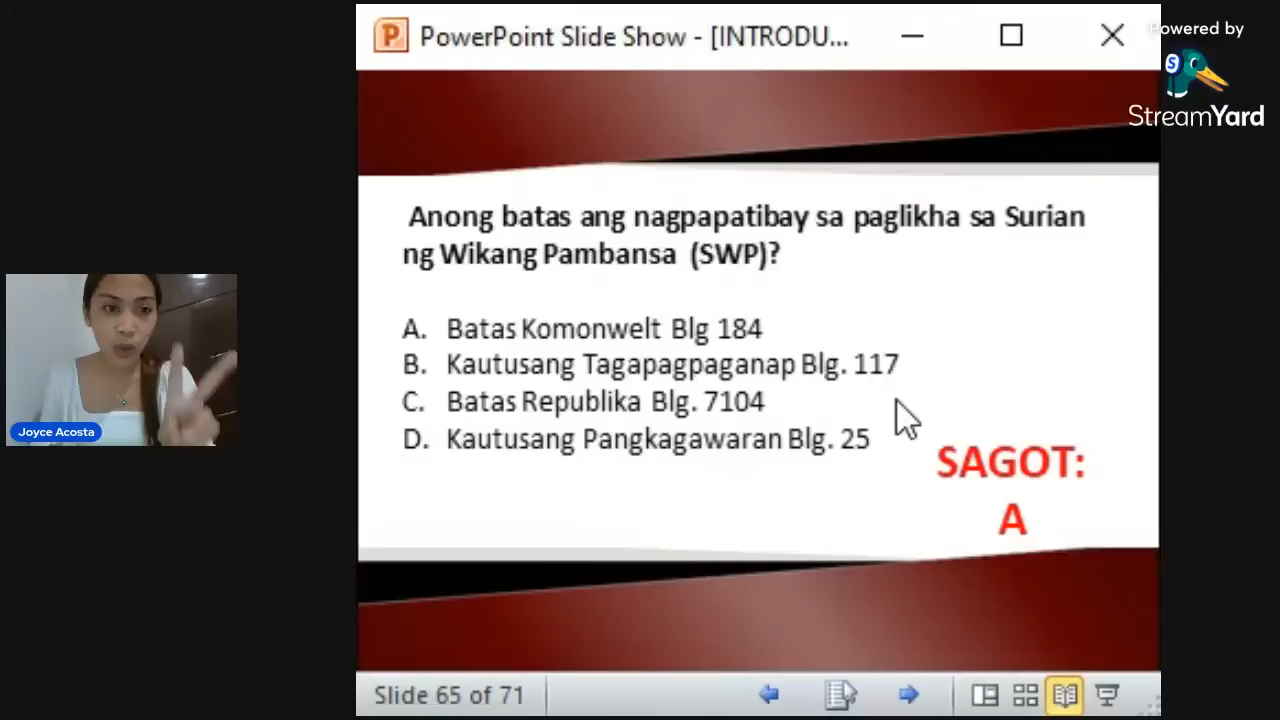 PowerPoint Slide Show - [INTRODU...
Powered by
StreamYard
Anong batas ang nagpapatibay sa paglikha sa Surian
ng Wikang Pambansa (SWP)?
A. Batas Komonwelt Blg 184
B. Kautusang Tagapagpaganap Blg. 117
C. Batas Republika Blg. 7104
D. Kautusang Pangkagawaran Blg. 25
SAGOT:
A
Joyce Acosta
Slide 65 of 71